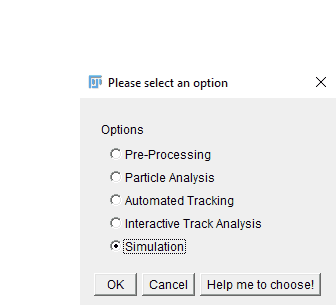 Please select an option
Options
Pre-Processing
Particle Analysis
Automated Tracking
Interactive Track Analysis
Simulation
OK Cancel Help me to choose!